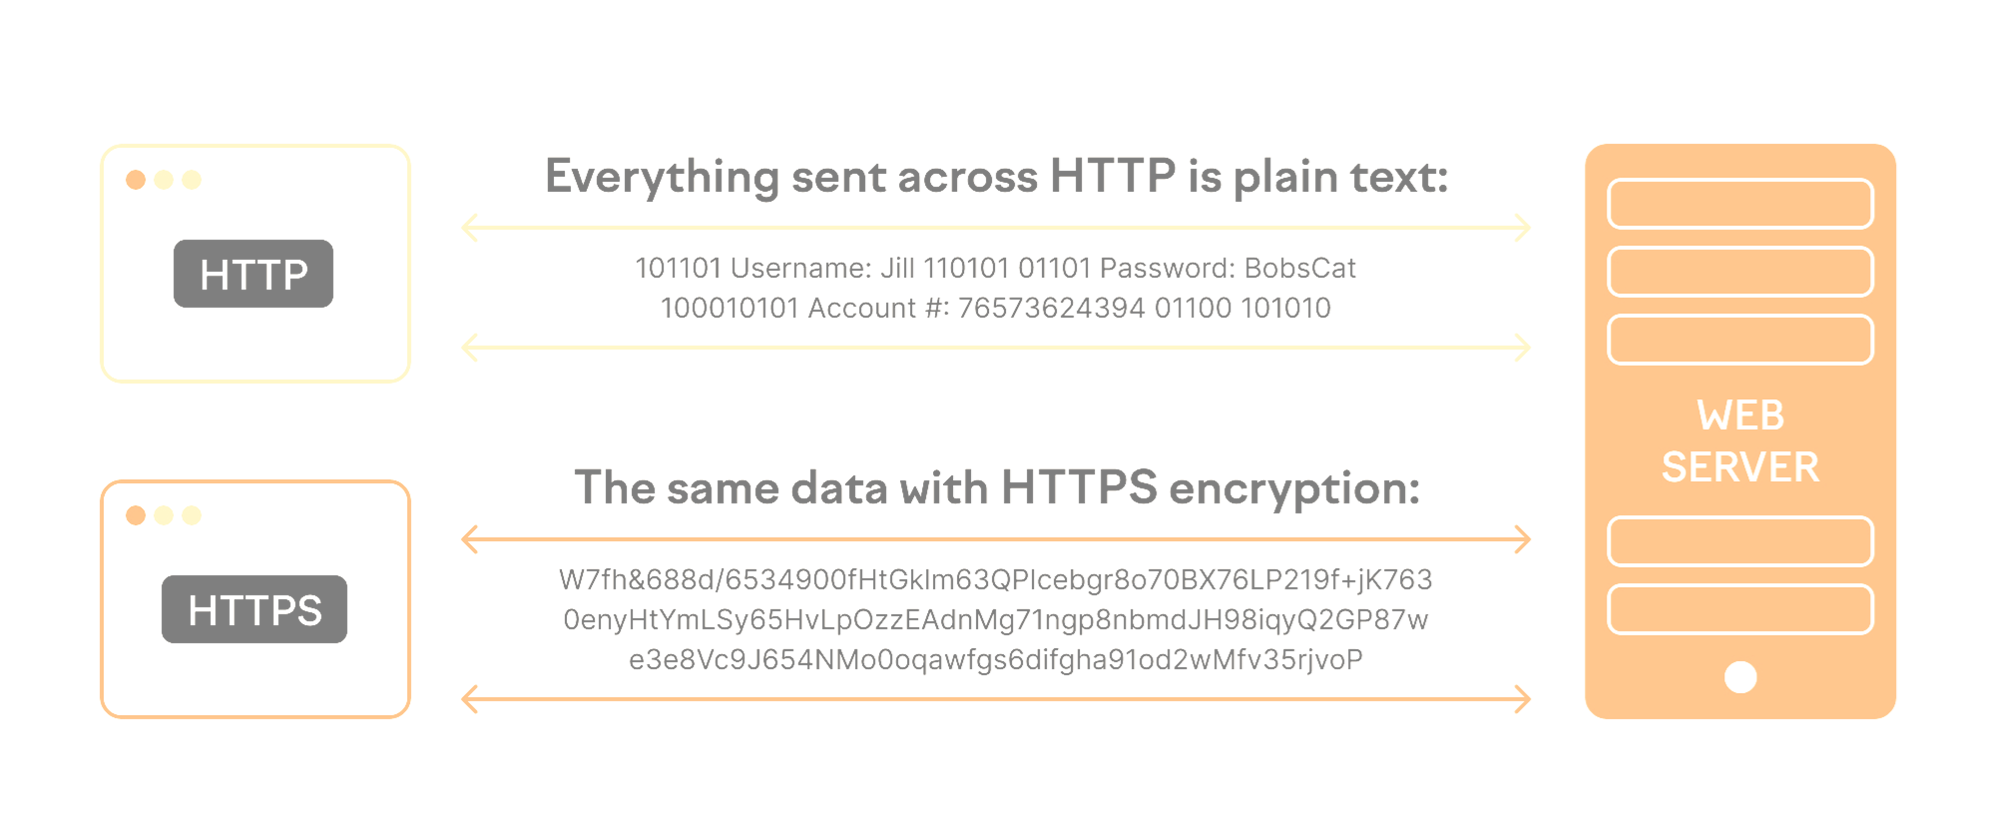 Everything sent across HTTP is plain text:
HTTP
101101 Username: Jill 110101 01101 Password: BobsCat
100010101 Account #: 76573624394 01100 101010
WEB
SERVER
The same data with HTTPS encryption:
HTTPS
W7fh&688d/6534900fHtGklm63QPlcebgr8o70BX76LP219f+jK763
0enyHtYmLSy65HvLpOzzEAdnMg71ngp8nbmdJH98iqyQ2GP87w
e3e8Vc9J654NMo0oqawfgs6difgha91od2wMfv35rjvoP